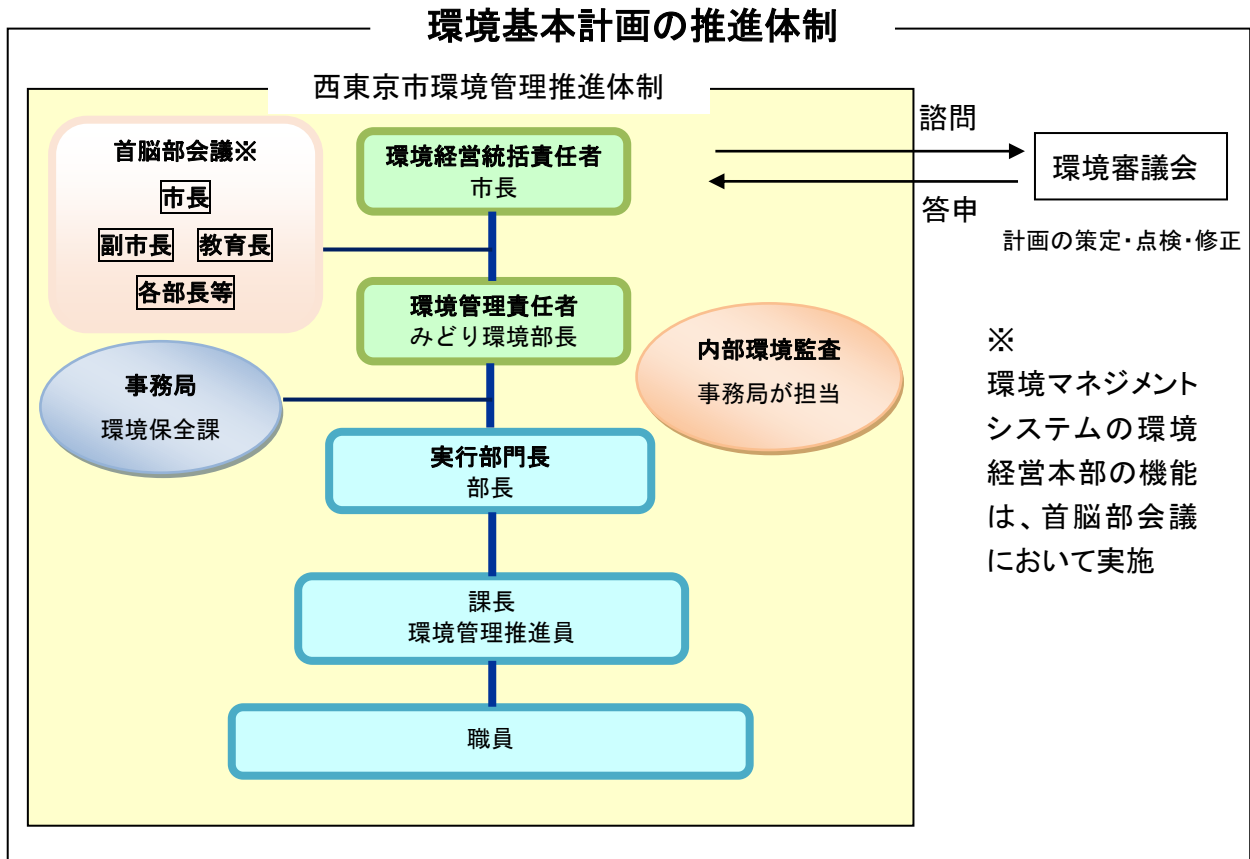 環境基本計画の推進体制
西東京市環境管理推進体制
首脳部会議※
市長
副市長 教育長
各部長等
環境経営統括責任者
市長
諮問
答申
環境審議会
計画の策定・点検・修正
環境管理責任者
みどり環境部長
事務局
環境保全課
内部環境監査
事務局が担当
実行部門長
部長
課長
環境管理推進員
職員
※
環境マネジメント
システムの環境
経営本部の機能
は、首脳部会議
において実施